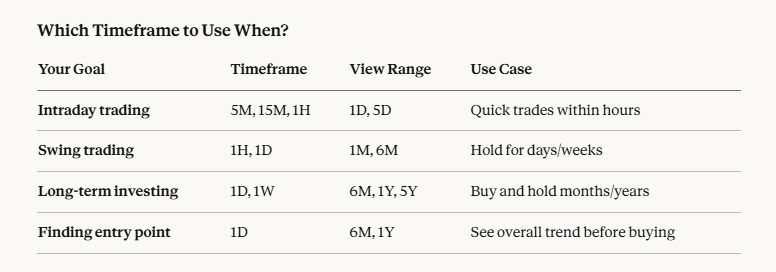 Which Timeframe to Use When?
Your Goal Timeframe View Range Use Case
Intraday trading 5M, 15M, 1H 1D, 5D Quick trades within hours
Swing trading 1H, 1D 1M, 6M Hold for days/weeks
Long-term investing 1D, 1W 6M, 1Y, 5Y Buy and hold months/years
Finding entry point 1D 6M, 1Y See overall trend before buying